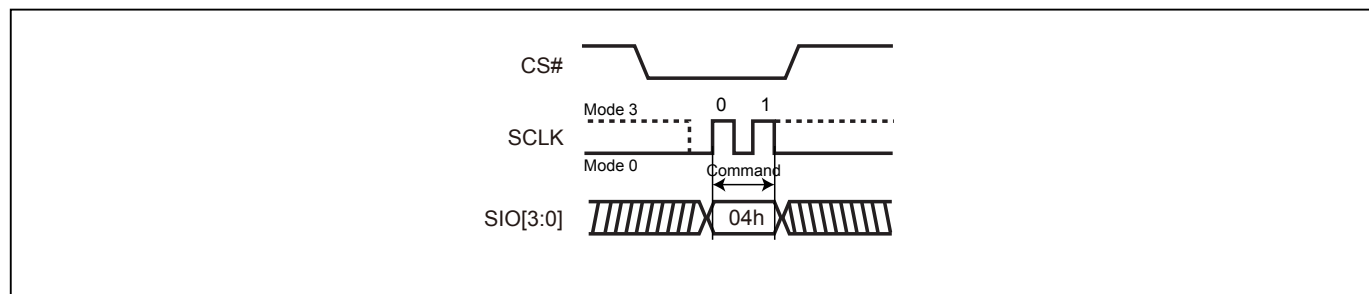 CS#
Mode 3
0 1
SCLK
Mode 0
Command
SIO[3:0]
04h